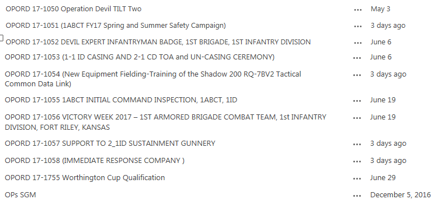 OPORD 17-1050 Operation Devil TILT Two ... May 3
OPORD 17-1051 (1ABCT FY17 Spring and Summer Safety Campaign) ... 3 days ago
OPORD 17-1052 DEVIL EXPERT INFANTRYMAN BADGE, 1ST BRIGADE, 1ST INFANTRY DIVISION ... June 6
OPORD 17-1053 (1-1 ID CASING AND 2-1 CD TOA and UN-CASING CEREMONY) ... June 6
OPORD 17-1054 (New Equipment Fielding-Training of the Shadow 200 RQ-7BV2 Tactical ... 3 days ago
Common Data Link)
OPORD 17-1055 1ABCT INITIAL COMMAND INSPECTION, 1ABCT, 1ID ... June 19
OPORD 17-1056 VICTORY WEEK 2017 – 1ST ARMORED BRIGADE COMBAT TEAM, 1st INFANTRY ... June 19
DIVISION, FORT RILEY, KANSAS
OPORD 17-1057 SUPPORT TO 2_1ID SUSTAINMENT GUNNERY ... 3 days ago
OPORD 17-1058 (IMMEDIATE RESPONSE COMPANY ) ... 3 days ago
OPORD 17-1755 Worthington Cup Qualification ... June 29
OPs SGM ... December 5, 2016